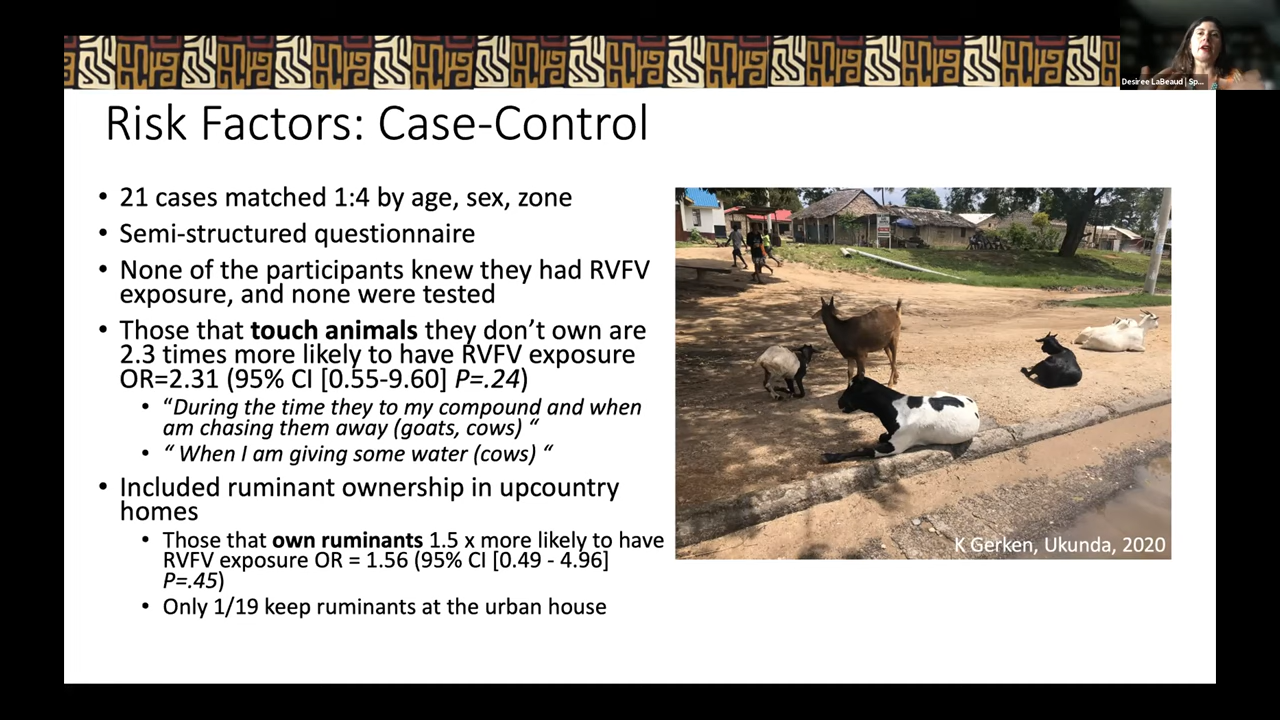 Desiree LaBeaud | Sp...
Risk Factors: Case-Control
• 21 cases matched 1:4 by age, sex, zone
• Semi-structured questionnaire
• None of the participants knew they had RVFV
exposure, and none were tested
• Those that touch animals they don’t own are
2.3 times more likely to have RVFV exposure
OR=2.31 (95% CI [0.55-9.60] P=.24)
• “During the time they to my compound and when
am chasing them away (goats, cows) “
• “ When I am giving some water (cows) “
• Included ruminant ownership in upcountry
homes
• Those that own ruminants 1.5 x more likely to have
RVFV exposure OR = 1.56 (95% CI [0.49 - 4.96]
P=.45)
• Only 1/19 keep ruminants at the urban house
K Gerken, Ukunda, 2020